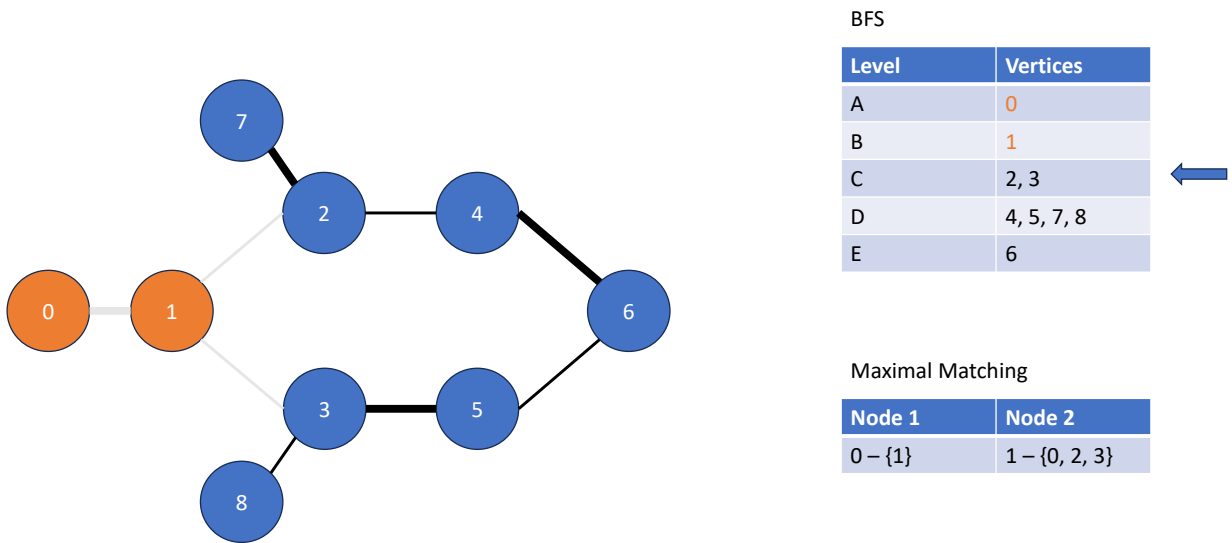 7
2
4
0
1
6
3
5
8
BFS
Level Vertices
A 0
B 1
C 2, 3
D 4, 5, 7, 8
E 6
Maximal Matching
Node 1 Node 2
0 – {1} 1 – {0, 2, 3}